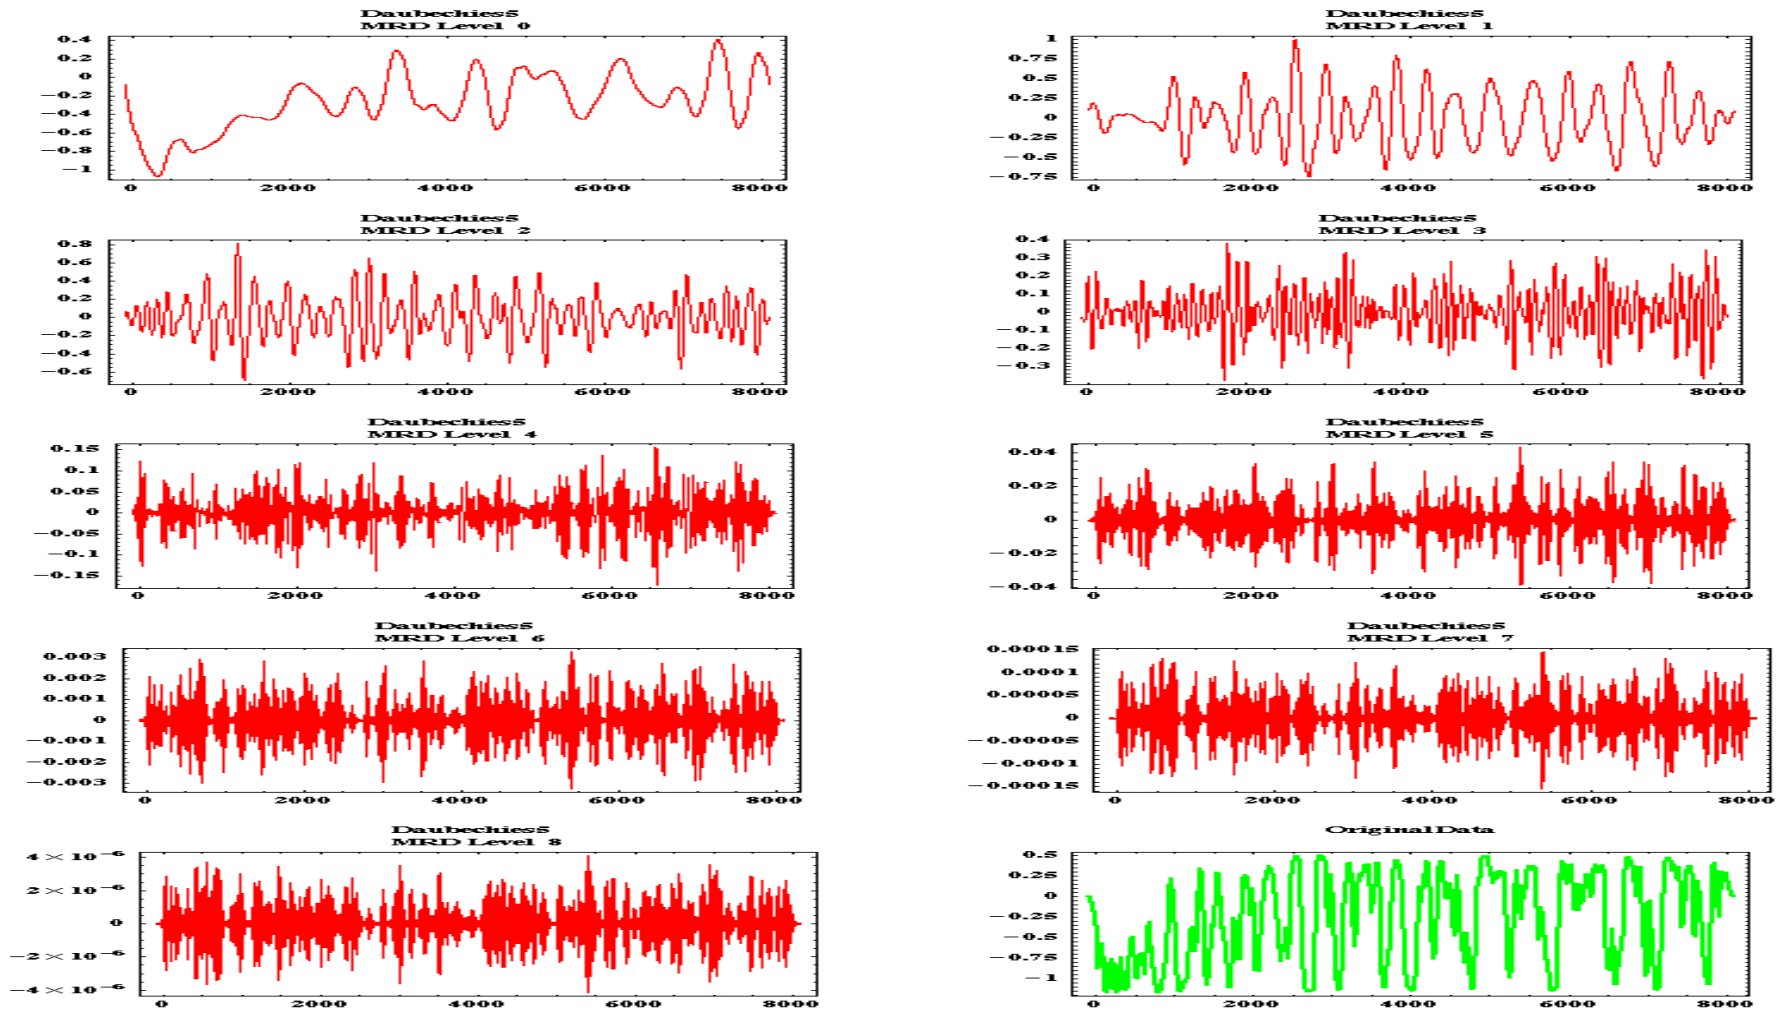 Daubechies5
MRD Level 0
0.4
0.2
0
−0.2
−0.4
−0.6
−0.8
−1
0 2000 4000 6000 8000
Daubechies5
MRD Level 1
1
0.75
0.5
0.25
0
−0.25
−0.5
−0.75
0 2000 4000 6000 8000
Daubechies5
MRD Level 2
0.8
0.6
0.4
0.2
0
−0.2
−0.4
−0.6
0 2000 4000 6000 8000
Daubechies5
MRD Level 3
0.4
0.3
0.2
0.1
0
−0.1
−0.2
−0.3
0 2000 4000 6000 8000
Daubechies5
MRD Level 4
0.15
0.1
0.05
0
−0.05
−0.1
−0.15
0 2000 4000 6000 8000
Daubechies5
MRD Level 5
0.04
0.02
0
−0.02
−0.04
0 2000 4000 6000 8000
Daubechies5
MRD Level 6
0.003
0.002
0.001
0
−0.001
−0.002
−0.003
0 2000 4000 6000 8000
Daubechies5
MRD Level 7
0.00015
0.0001
0.00005
0
−0.00005
−0.0001
−0.00015
0 2000 4000 6000 8000
Daubechies5
MRD Level 8
4 × 10⁻⁶
2 × 10⁻⁶
0
−2 × 10⁻⁶
−4 × 10⁻⁶
0 2000 4000 6000 8000
OriginalData
0.5
0.25
0
−0.25
−0.5
−0.75
−1
0 2000 4000 6000 8000